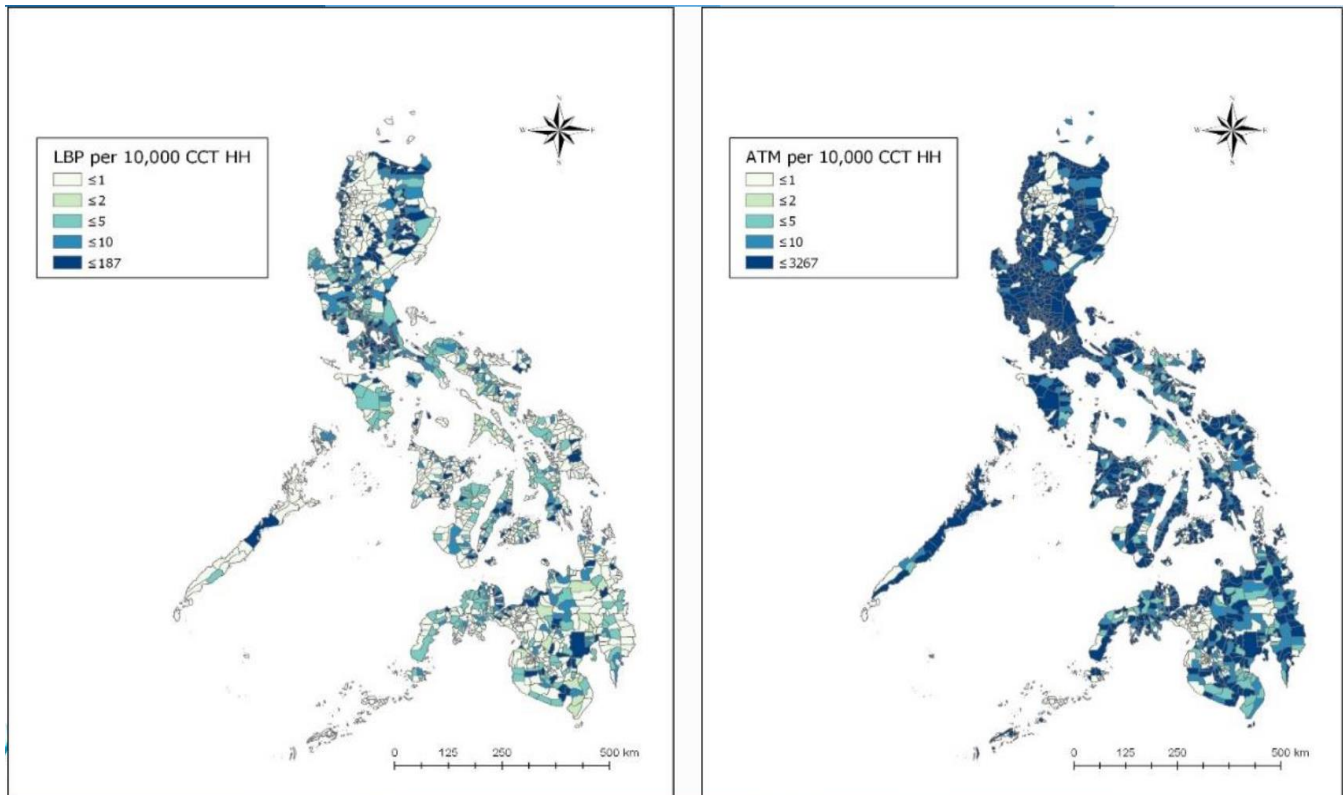 N
W E
S
LBP per 10,000 CCT HH
≤1
≤2
≤5
≤10
≤187
0 125 250 500 km
N
W E
S
ATM per 10,000 CCT HH
≤1
≤2
≤5
≤10
≤3267
0 125 250 500 km